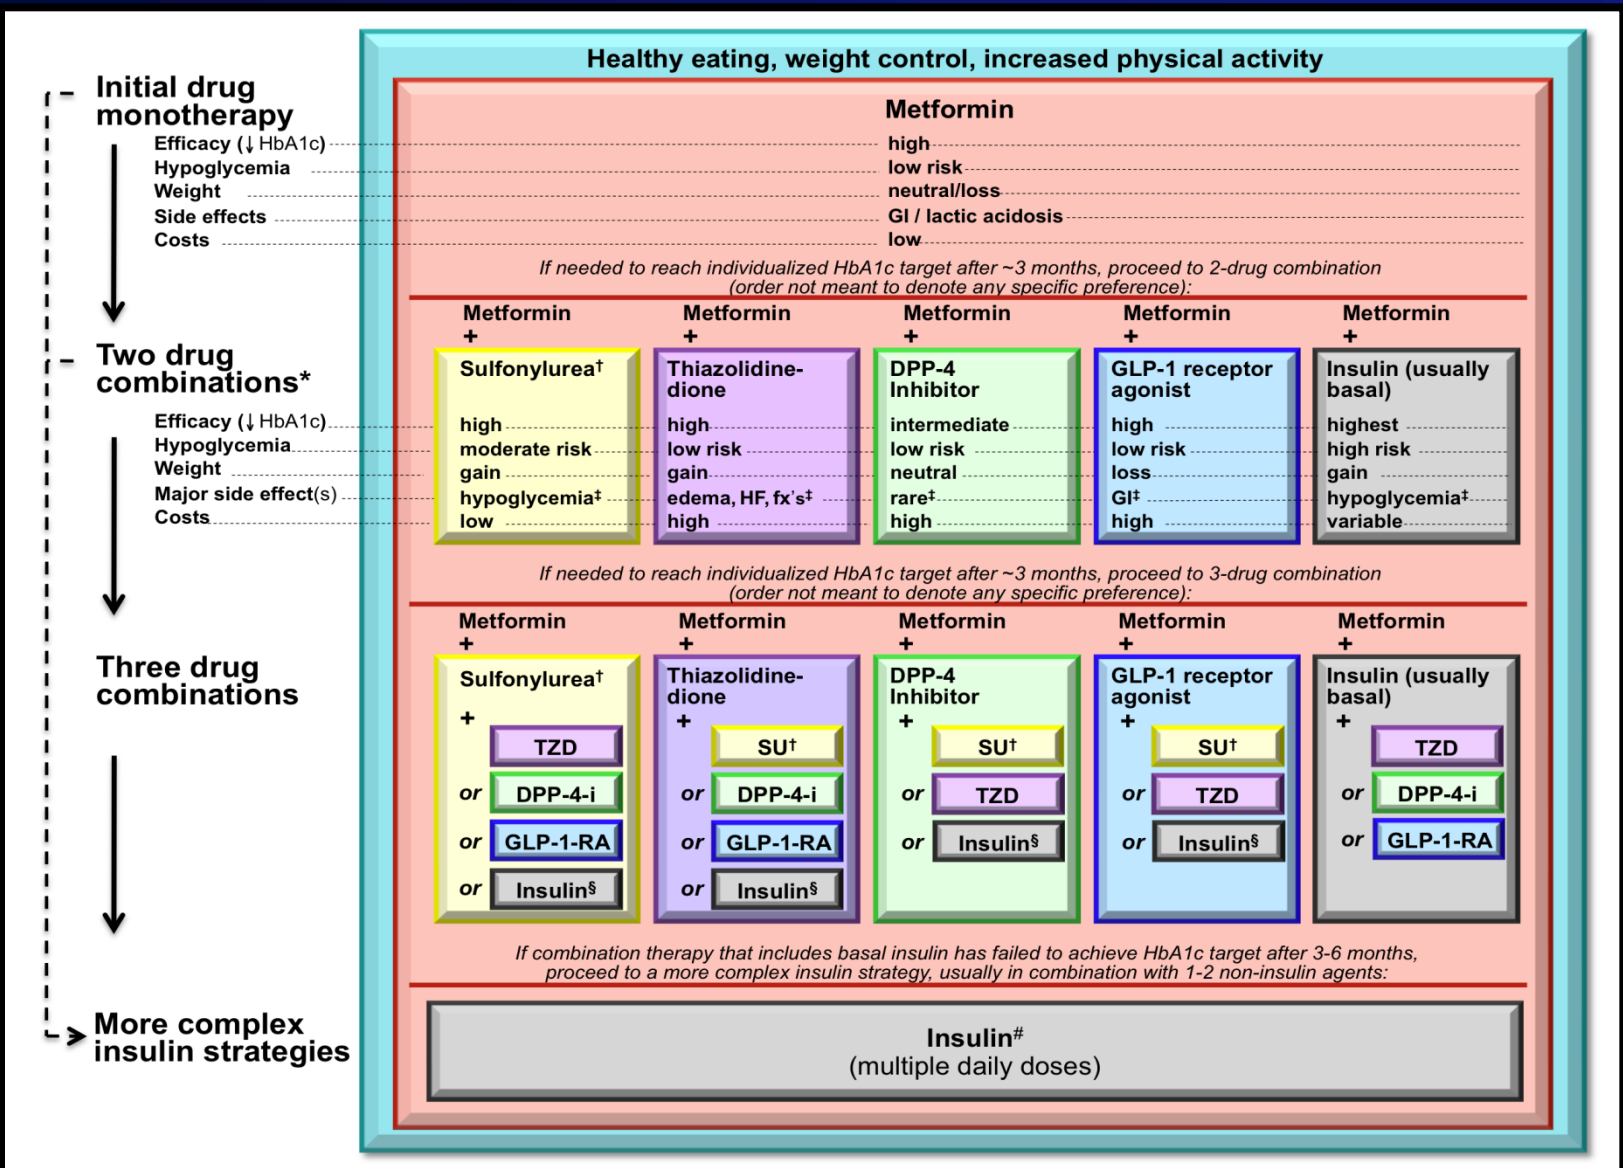 Healthy eating, weight control, increased physical activity
Initial drug
monotherapy
Metformin
Efficacy (↓ HbA1c) high
Hypoglycemia low risk
Weight neutral/loss
Side effects GI / lactic acidosis
Costs low
If needed to reach individualized HbA1c target after ~3 months, proceed to 2-drug combination
(order not meant to denote any specific preference):
Two drug
combinations*
Metformin Metformin Metformin Metformin Metformin
+ + + + +
Sulfonylurea† Thiazolidine- DPP-4 GLP-1 receptor Insulin (usually
dione Inhibitor agonist basal)
Efficacy (↓ HbA1c) high high intermediate high highest
Hypoglycemia moderate risk low risk low risk low risk high risk
Weight gain gain neutral loss gain
Major side effect(s) hypoglycemia‡ edema, HF, fx's‡ rare‡ GI‡ hypoglycemia‡
Costs low high high high variable
If needed to reach individualized HbA1c target after ~3 months, proceed to 3-drug combination
(order not meant to denote any specific preference):
Three drug
combinations
Metformin Metformin Metformin Metformin Metformin
+ + + + +
Sulfonylurea† Thiazolidine- DPP-4 GLP-1 receptor Insulin (usually
dione Inhibitor agonist basal)
+ + + + +
TZD SU† SU† SU† TZD
or DPP-4-i or DPP-4-i or TZD or TZD or DPP-4-i
or GLP-1-RA or GLP-1-RA or Insulin§ or Insulin§ or GLP-1-RA
or Insulin§ or Insulin§
If combination therapy that includes basal insulin has failed to achieve HbA1c target after 3-6 months,
proceed to a more complex insulin strategy, usually in combination with 1-2 non-insulin agents:
More complex
insulin strategies
Insulin#
(multiple daily doses)